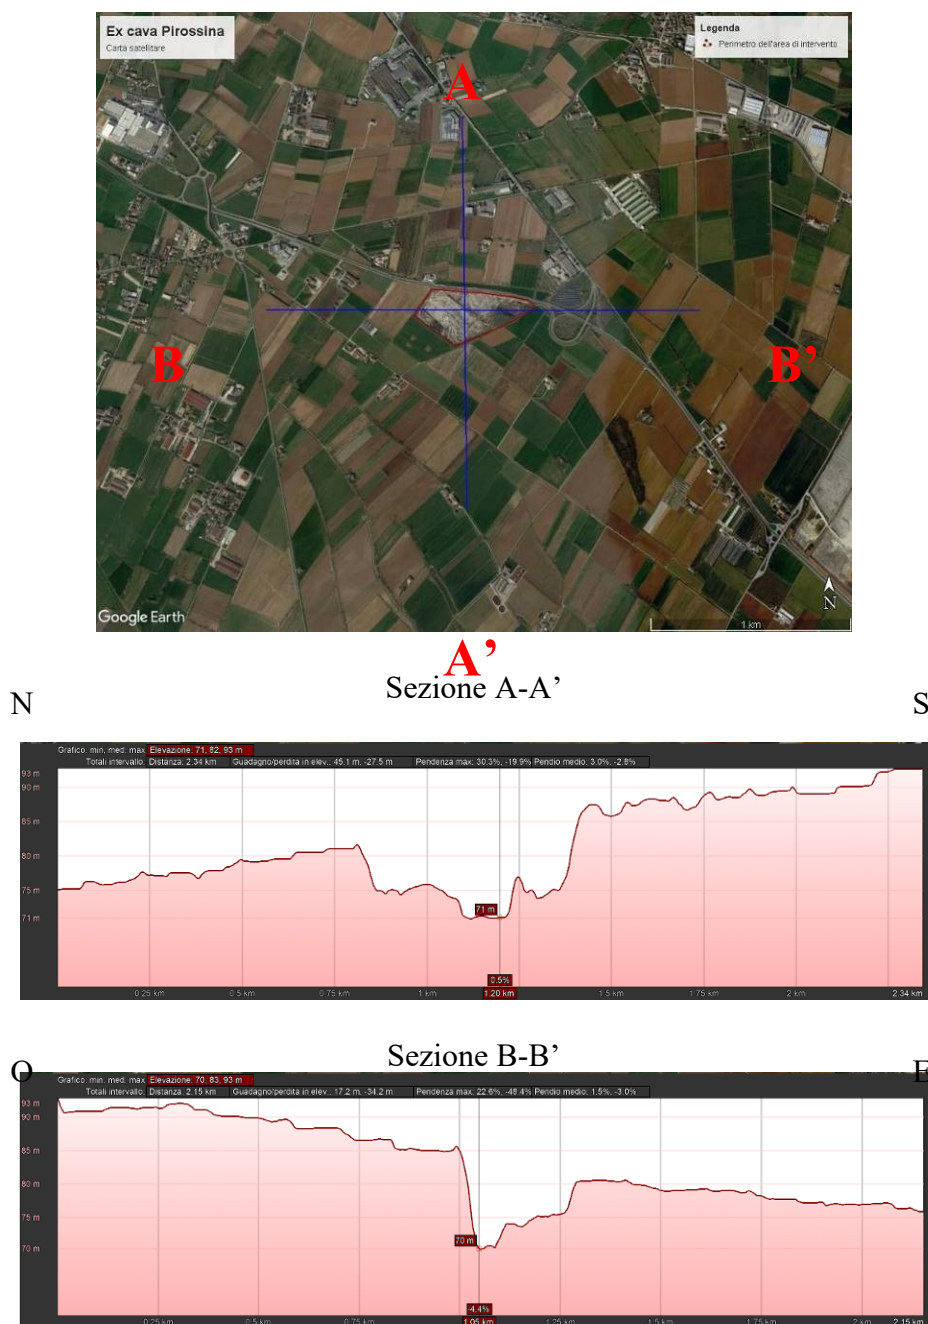 Ex cava Pirossina
Carta satellitare
Legenda
Perimetro dell'area di intervento
A
B
B’
N
Google Earth
1 km
A’
Sezione A-A’
N
S
Grafico: min, med, max Elevazione: 71, 82, 93 m
Totali intervallo: Distanza: 2.34 km Guadagno/perdita in elev.: 45.1 m, -27.5 m Pendenza max: 30.3%, -19.9% Pendio medio: 3.0%, -2.8%
93 m
90 m
85 m
80 m
75 m
71 m
71 m
0.5%
0.25 km 0.5 km 0.75 km 1 km 1.20 km 1.5 km 1.75 km 2 km 2.34 km
Sezione B-B’
O
E
Grafico: min, med, max Elevazione: 70, 83, 93 m
Totali intervallo: Distanza: 2.15 km Guadagno/perdita in elev.: 17.2 m, -34.2 m Pendenza max: 22.6%, -48.4% Pendio medio: 1.5%, -3.0%
93 m
90 m
85 m
80 m
75 m
70 m
70 m
-4.4%
0.25 km 0.5 km 0.75 km 1.05 km 1.25 km 1.5 km 1.75 km 2 km 2.15 km